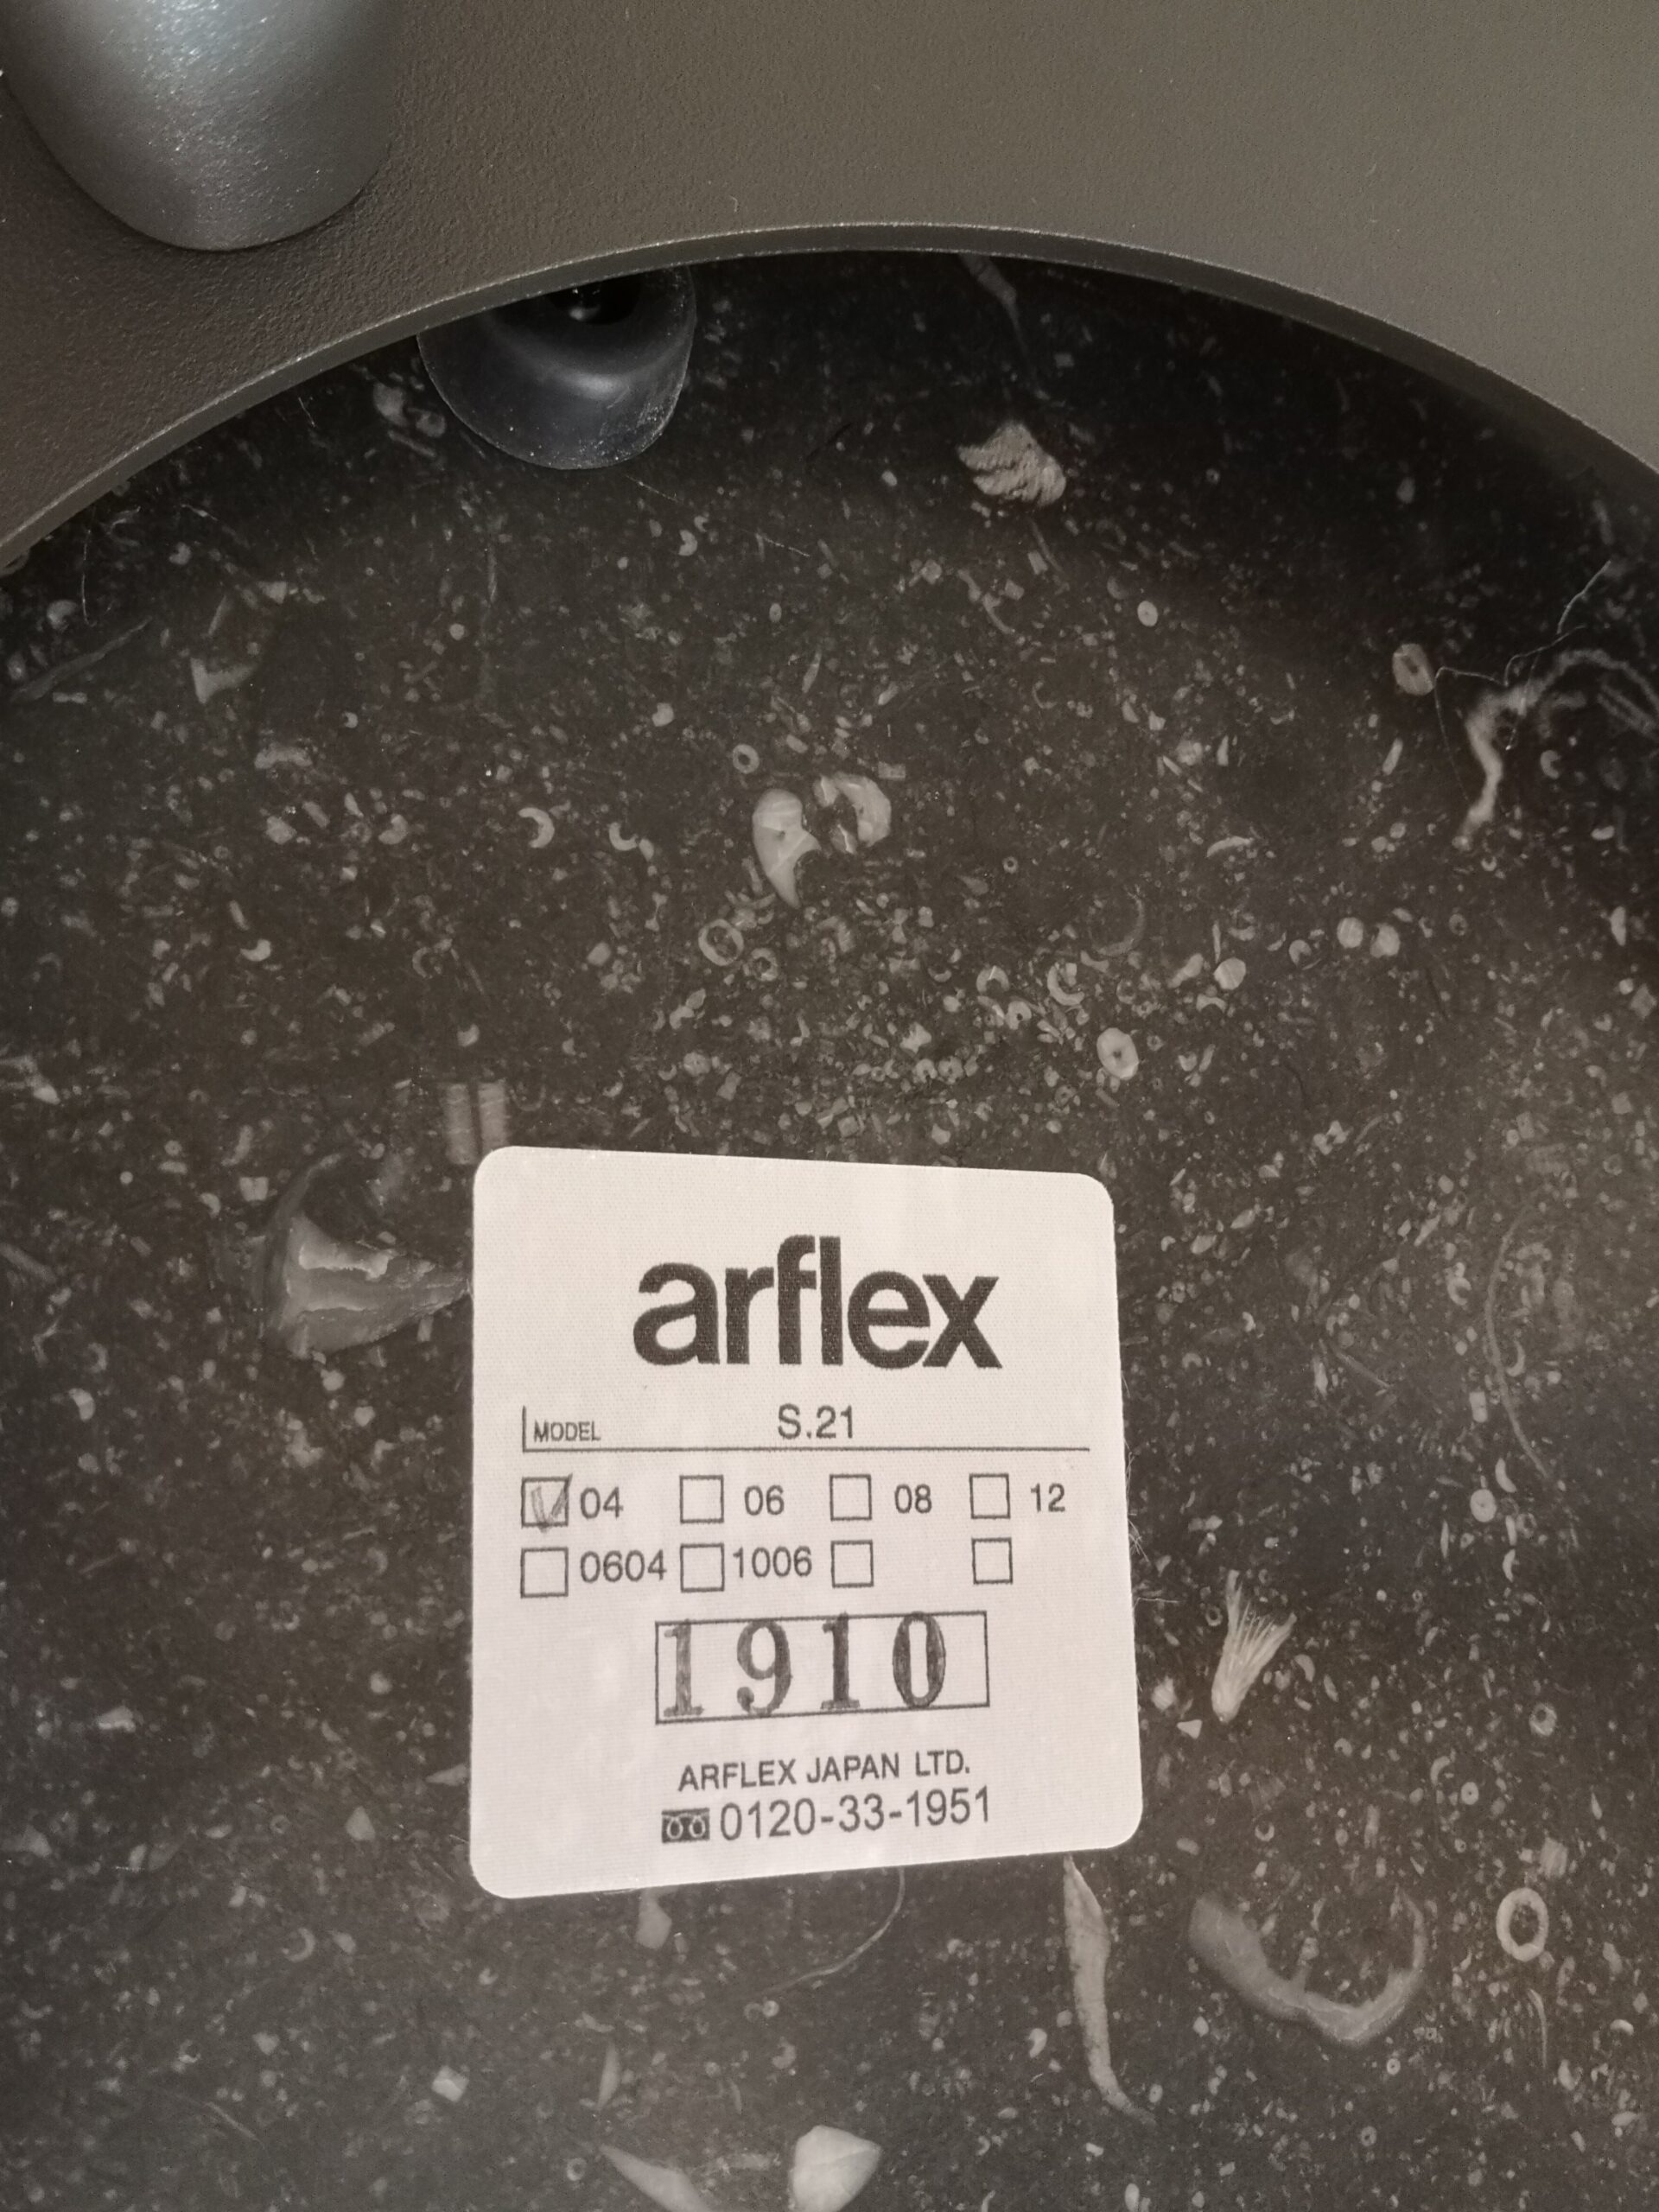 arflex
MODEL S.21
04 06 08 12
0604 1006
1910
ARFLEX JAPAN LTD.
0120-33-1951